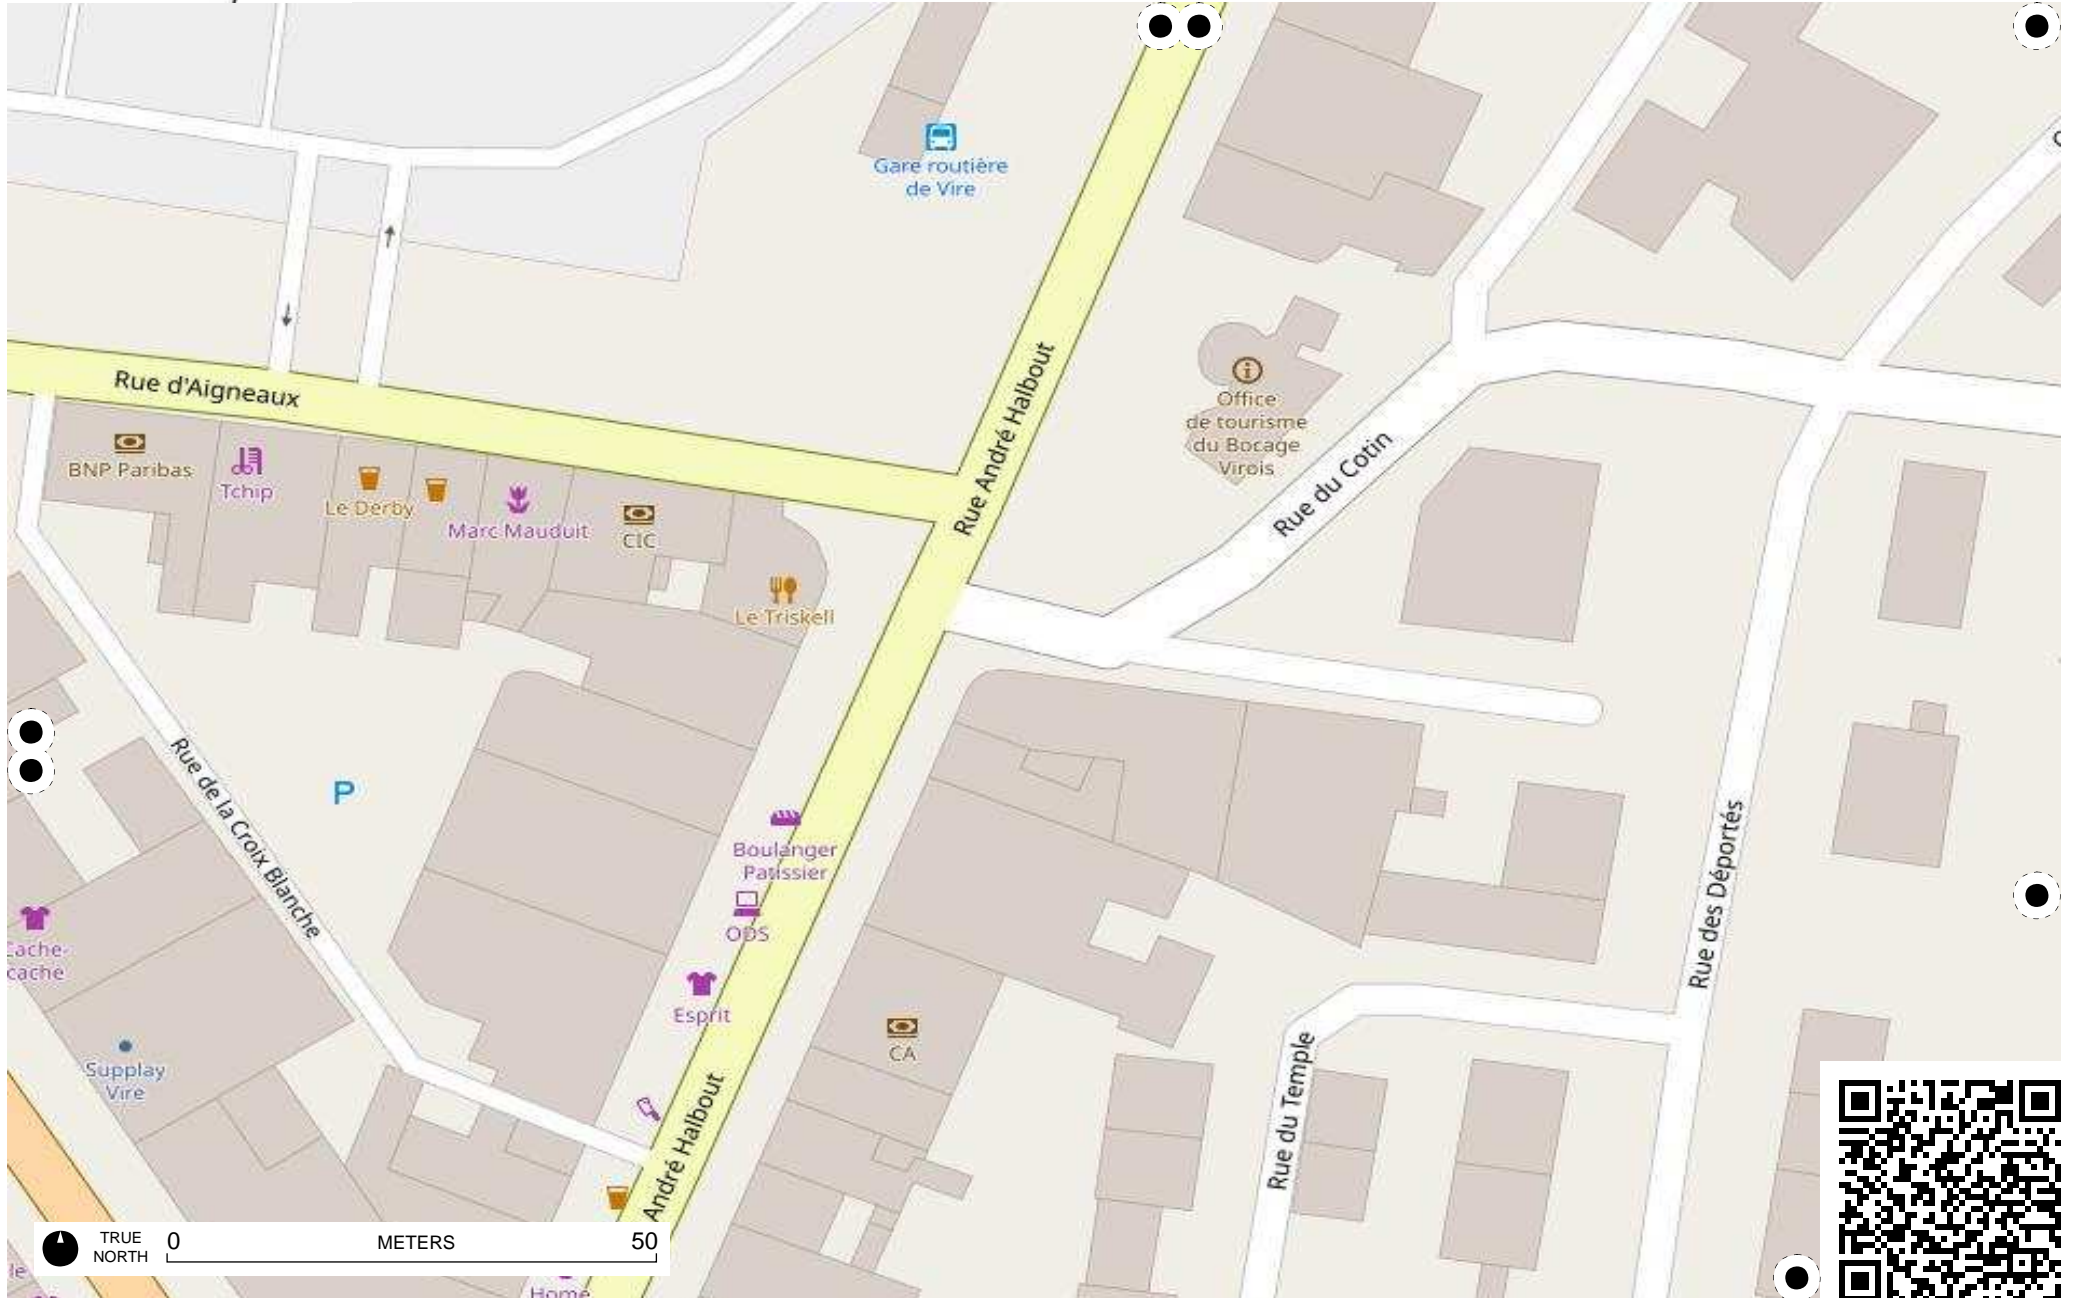 Gare routière
de Vire
Rue d'Aigneaux
Rue André Halbout
Office
de tourisme
du Bocage
Virois
Rue du Cotin
BNP Paribas
Tchip
Le Derby
Marc Mauduit
CIC
Le Triskell
Rue de la Croix Blanche
P
Boulanger
Patissier
ODS
Esprit
CA
Cache-
cache
Supplay
Vire
Rue des Déportés
Rue du Temple
André Halbout
TRUE
NORTH
0 METERS 50
le
Home